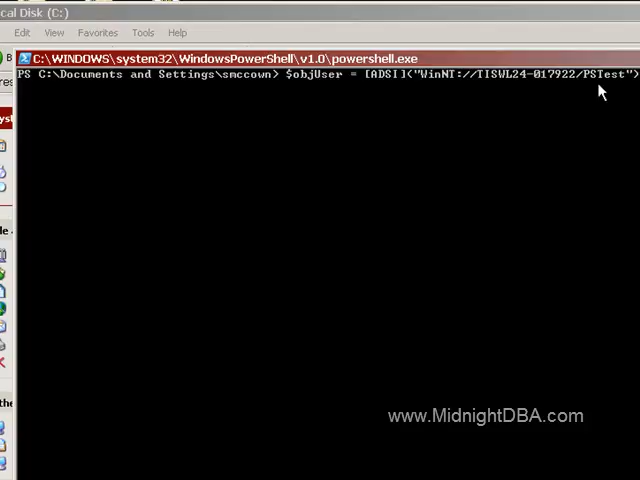 cal Disk (C:)
Edit View Favorites Tools Help
C:\WINDOWS\system32\WindowsPowerShell\v1.0\powershell.exe
PS C:\Documents and Settings\smccown> $objUser = [ADSI]("WinNT://TISWL24-017922/PSTest")
www.MidnightDBA.com